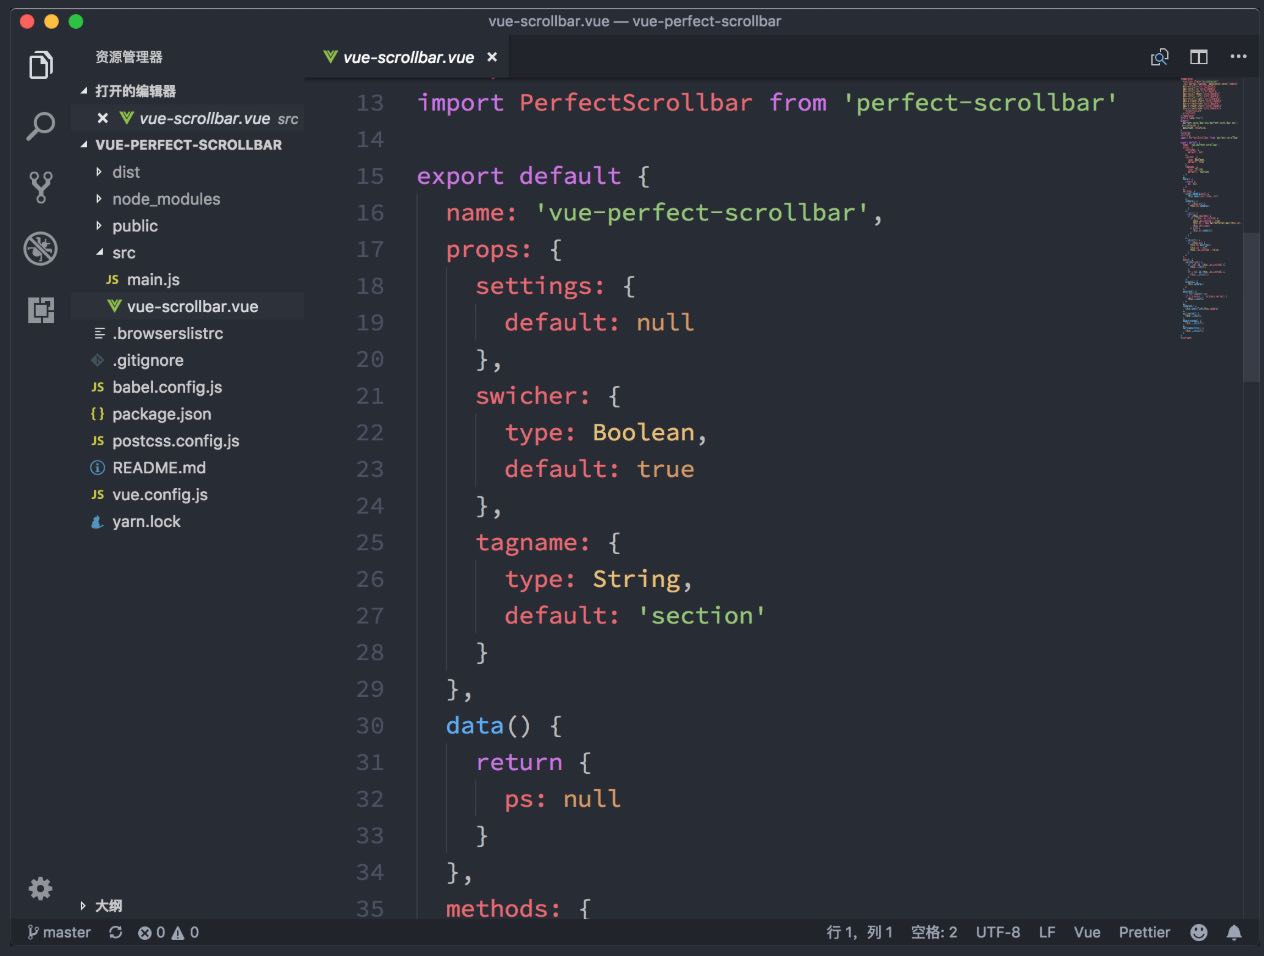 vue-scrollbar.vue — vue-perfect-scrollbar
资源管理器
打开的编辑器
vue-scrollbar.vue src
VUE-PERFECT-SCROLLBAR
dist
node_modules
public
src
JS main.js
vue-scrollbar.vue
.browserslistrc
.gitignore
JS babel.config.js
{} package.json
JS postcss.config.js
README.md
JS vue.config.js
yarn.lock
大纲
vue-scrollbar.vue
13 import PerfectScrollbar from 'perfect-scrollbar'
14
15 export default {
16 name: 'vue-perfect-scrollbar',
17 props: {
18 settings: {
19 default: null
20 },
21 swicher: {
22 type: Boolean,
23 default: true
24 },
25 tagname: {
26 type: String,
27 default: 'section'
28 }
29 },
30 data() {
31 return {
32 ps: null
33 }
34 },
35 methods: {
master 0 0 行 1，列 1 空格: 2 UTF-8 LF Vue Prettier